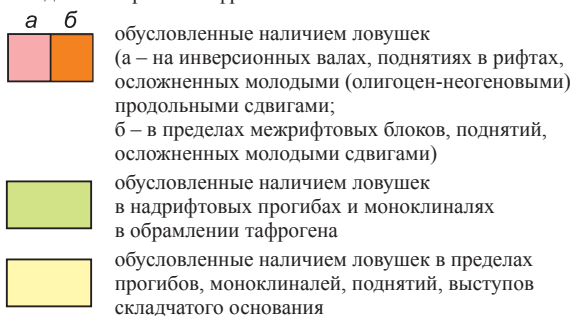 а б
обусловленные наличием ловушек
(а – на инверсионных валах, поднятиях в рифтах,
осложненных молодыми (олигоцен-неогеновыми)
продольными сдвигами;
б – в пределах межрифтовых блоков, поднятий,
осложненных молодыми сдвигами)
обусловленные наличием ловушек
в надрифтовых прогибах и моноклиналях
в обрамлении тафрогена
обусловленные наличием ловушек в пределах
прогибов, моноклиналей, поднятий, выступов
складчатого основания